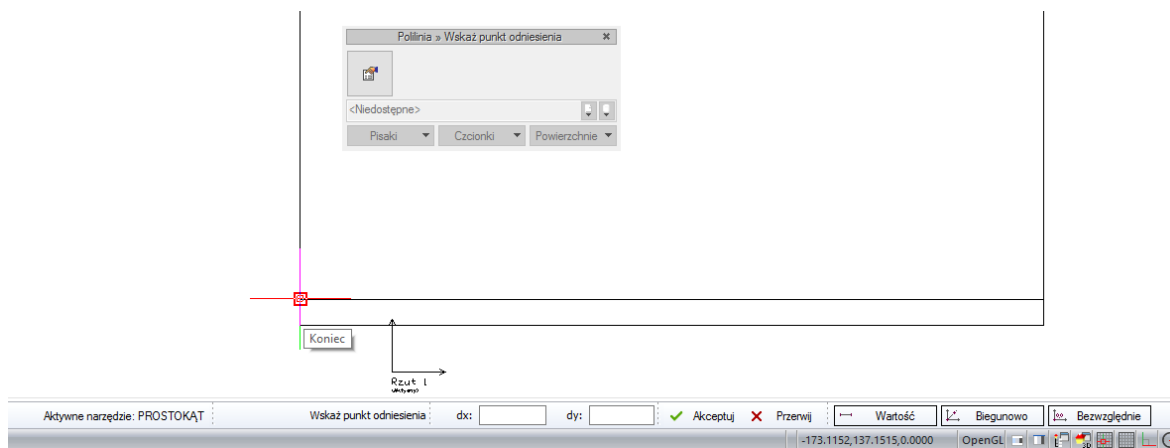 Polilinia » Wskaż punkt odniesienia
<Niedostępne>
Pisaki Czcionki Powierzchnie
Koniec
Rzut 1
Aktywne narzędzie: PROSTOKĄT Wskaż punkt odniesienia dx: dy: Akceptuj Przerwij Wartość Biegunowo Bezwzględnie
-173.1152,137.1515,0.0000 OpenGL